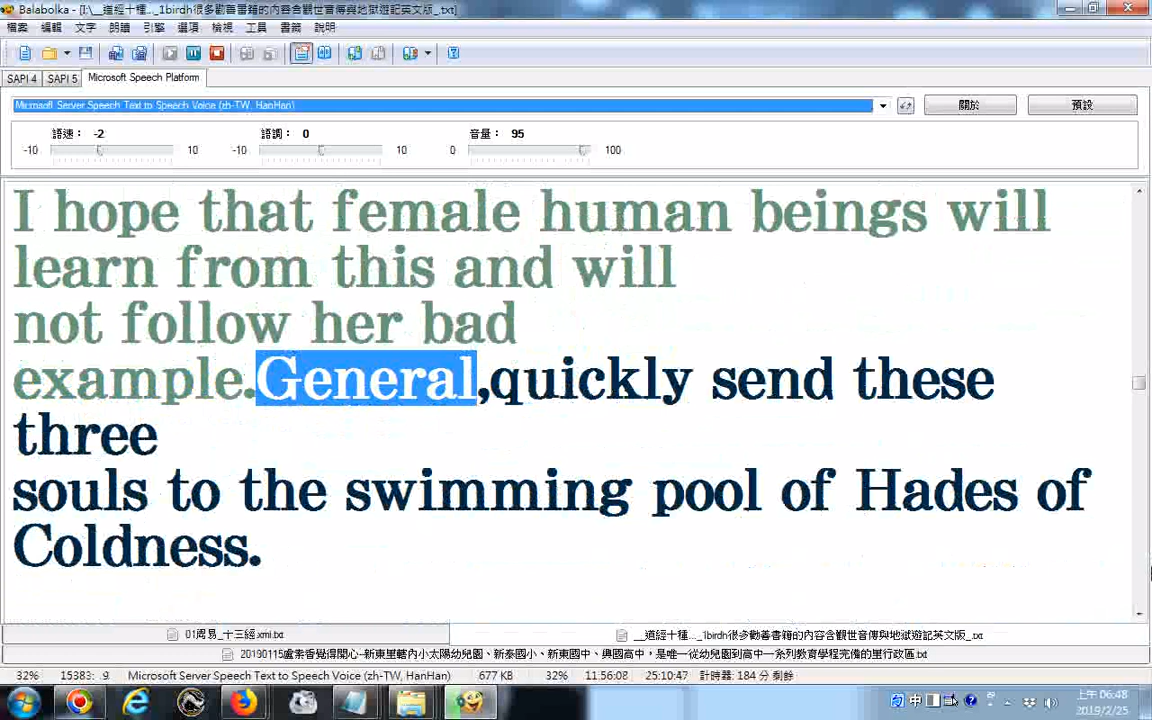 Balabolka - [I:\__道經十種..._1birdh很多勸善書籍的內容含觀世音傳與地獄遊記英文版_.txt]
檔案 編輯 文字 朗讀 引擎 選項 檢視 工具 書籤 說明
SAPI 4 SAPI 5 Microsoft Speech Platform
Microsoft Server Speech Text to Speech Voice (zh-TW, HanHan) 關於 預設
語速： -2 語調： 0 音量： 95
-10 10 -10 10 0 100
I hope that female human beings will
learn from this and will
not follow her bad
example.General,quickly send these
three
souls to the swimming pool of Hades of
Coldness.
01周易_十三經.xml.txt __道經十種..._1birdh很多勸善書籍的內容含觀世音傳與地獄遊記英文版_.txt
20190115盧素香覺得開心-新東里轄內小太陽幼兒園、新泰國小、新東國中、興國高中，是唯一從幼兒園到高中一系列教育學程完備的里行政區.txt
32% 15383: 9 Microsoft Server Speech Text to Speech Voice (zh-TW, HanHan) 677 KB 32% 11:56:08 25:10:47 計時器: 184 分 剩餘
中 上午 06:48
2019/2/25